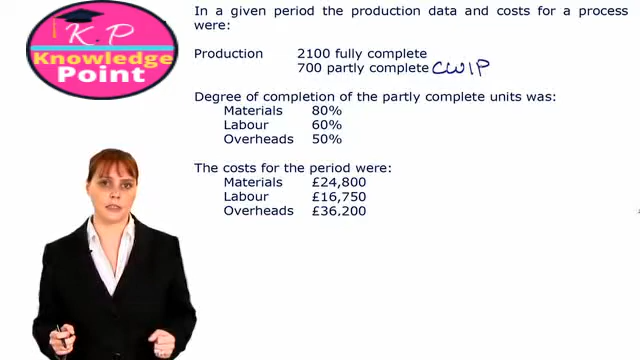 K.P
Knowledge
Point
In a given period the production data and costs for a process
were:
Production 2100 fully complete
700 partly complete CWIP
Degree of completion of the partly complete units was:
Materials 80%
Labour 60%
Overheads 50%
The costs for the period were:
Materials £24,800
Labour £16,750
Overheads £36,200